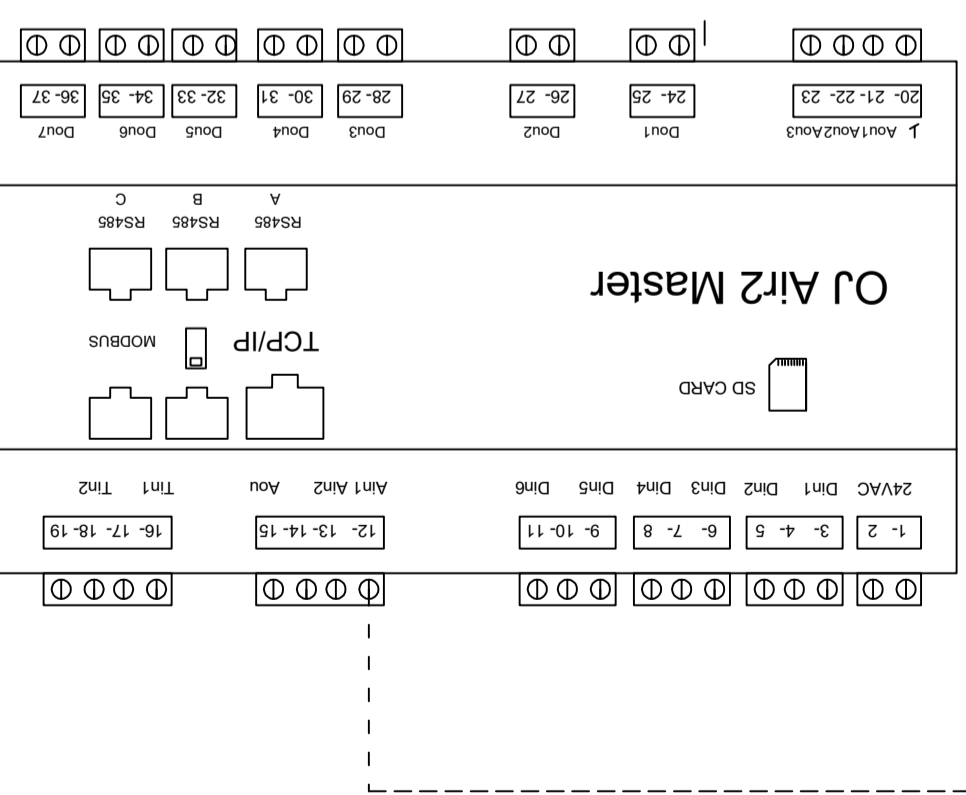 1- 2 3- 4- 5 6- 7- 8 9- 10- 11 12- 13- 14- 15 16- 17- 18- 19
24VAC Din1 Din2 Din3 Din4 Din5 Din6 Ain1 Ain2 Aou Tin1 Tin2
SD CARD
TCP/IP MODBUS
OJ Air2 Master
RS485 RS485 RS485
A B C
Aou1Aou2Aou3 Dou1 Dou2 Dou3 Dou4 Dou5 Dou6 Dou7
20- 21- 22- 23 24- 25 26- 27 28- 29 30- 31 32- 33 34- 35 36- 37